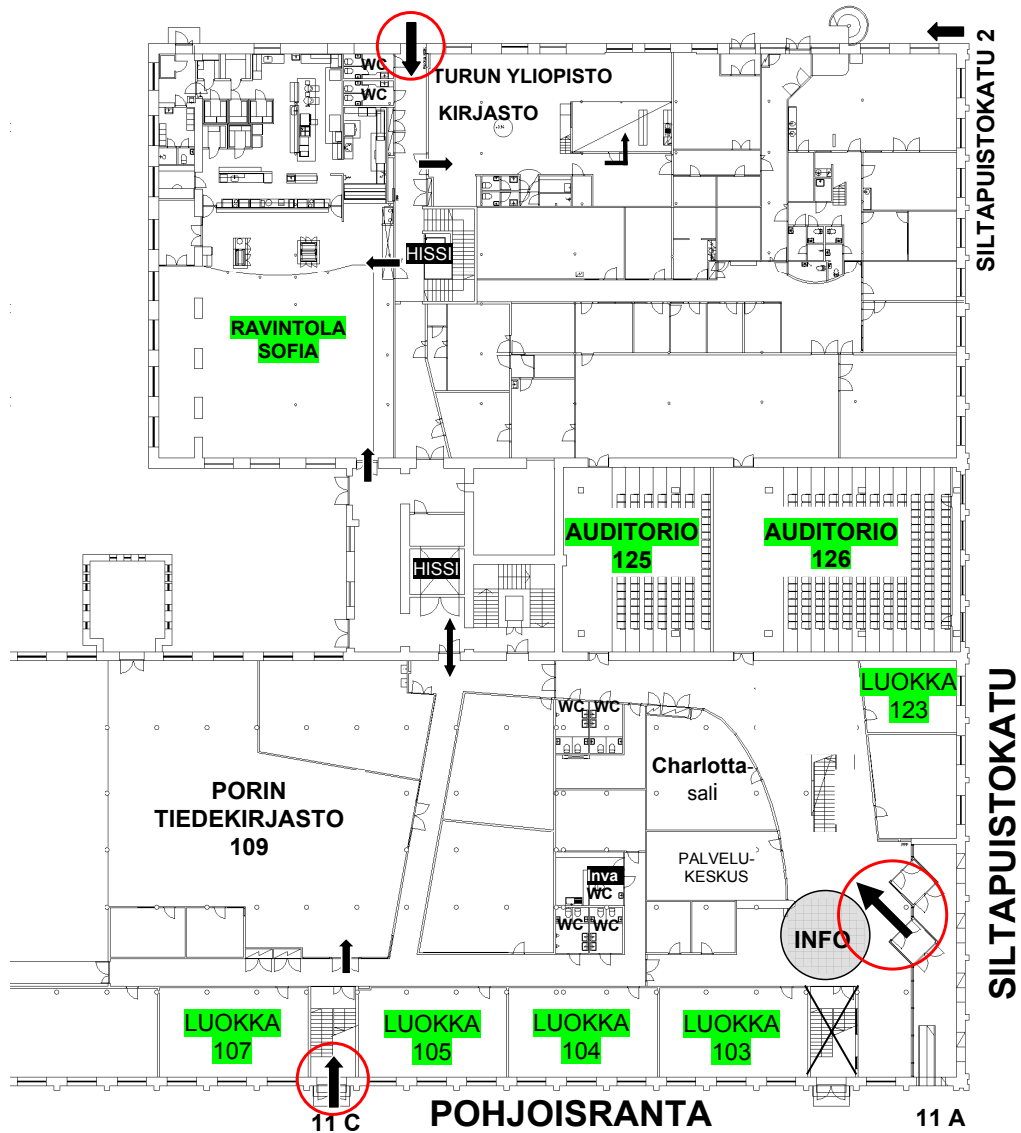 WC
WC
TURUN YLIOPISTO
KIRJASTO
SILTAPUISTOKATU 2
HISSI
RAVINTOLA
SOFIA
AUDITORIO
125
AUDITORIO
126
HISSI
LUOKKA
123
WC WC
Charlotta-
sali
PORIN
TIEDEKIRJASTO
109
PALVELU-
KESKUS
Inva
WC
WC WC
INFO
SILTAPUISTOKATU
LUOKKA
107
LUOKKA
105
LUOKKA
104
LUOKKA
103
11 C
POHJOISRANTA
11 A